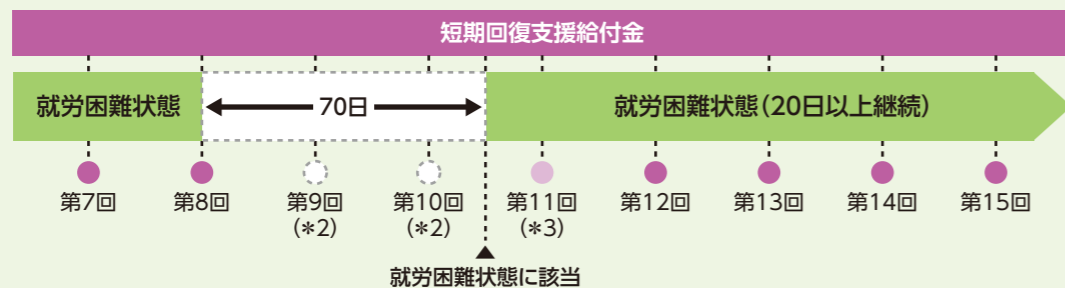 短期回復支援給付金
就労困難状態
70日
就労困難状態(20日以上継続)
第7回
第8回
第9回
(*2)
第10回
(*2)
第11回
(*3)
第12回
第13回
第14回
第15回
就労困難状態に該当